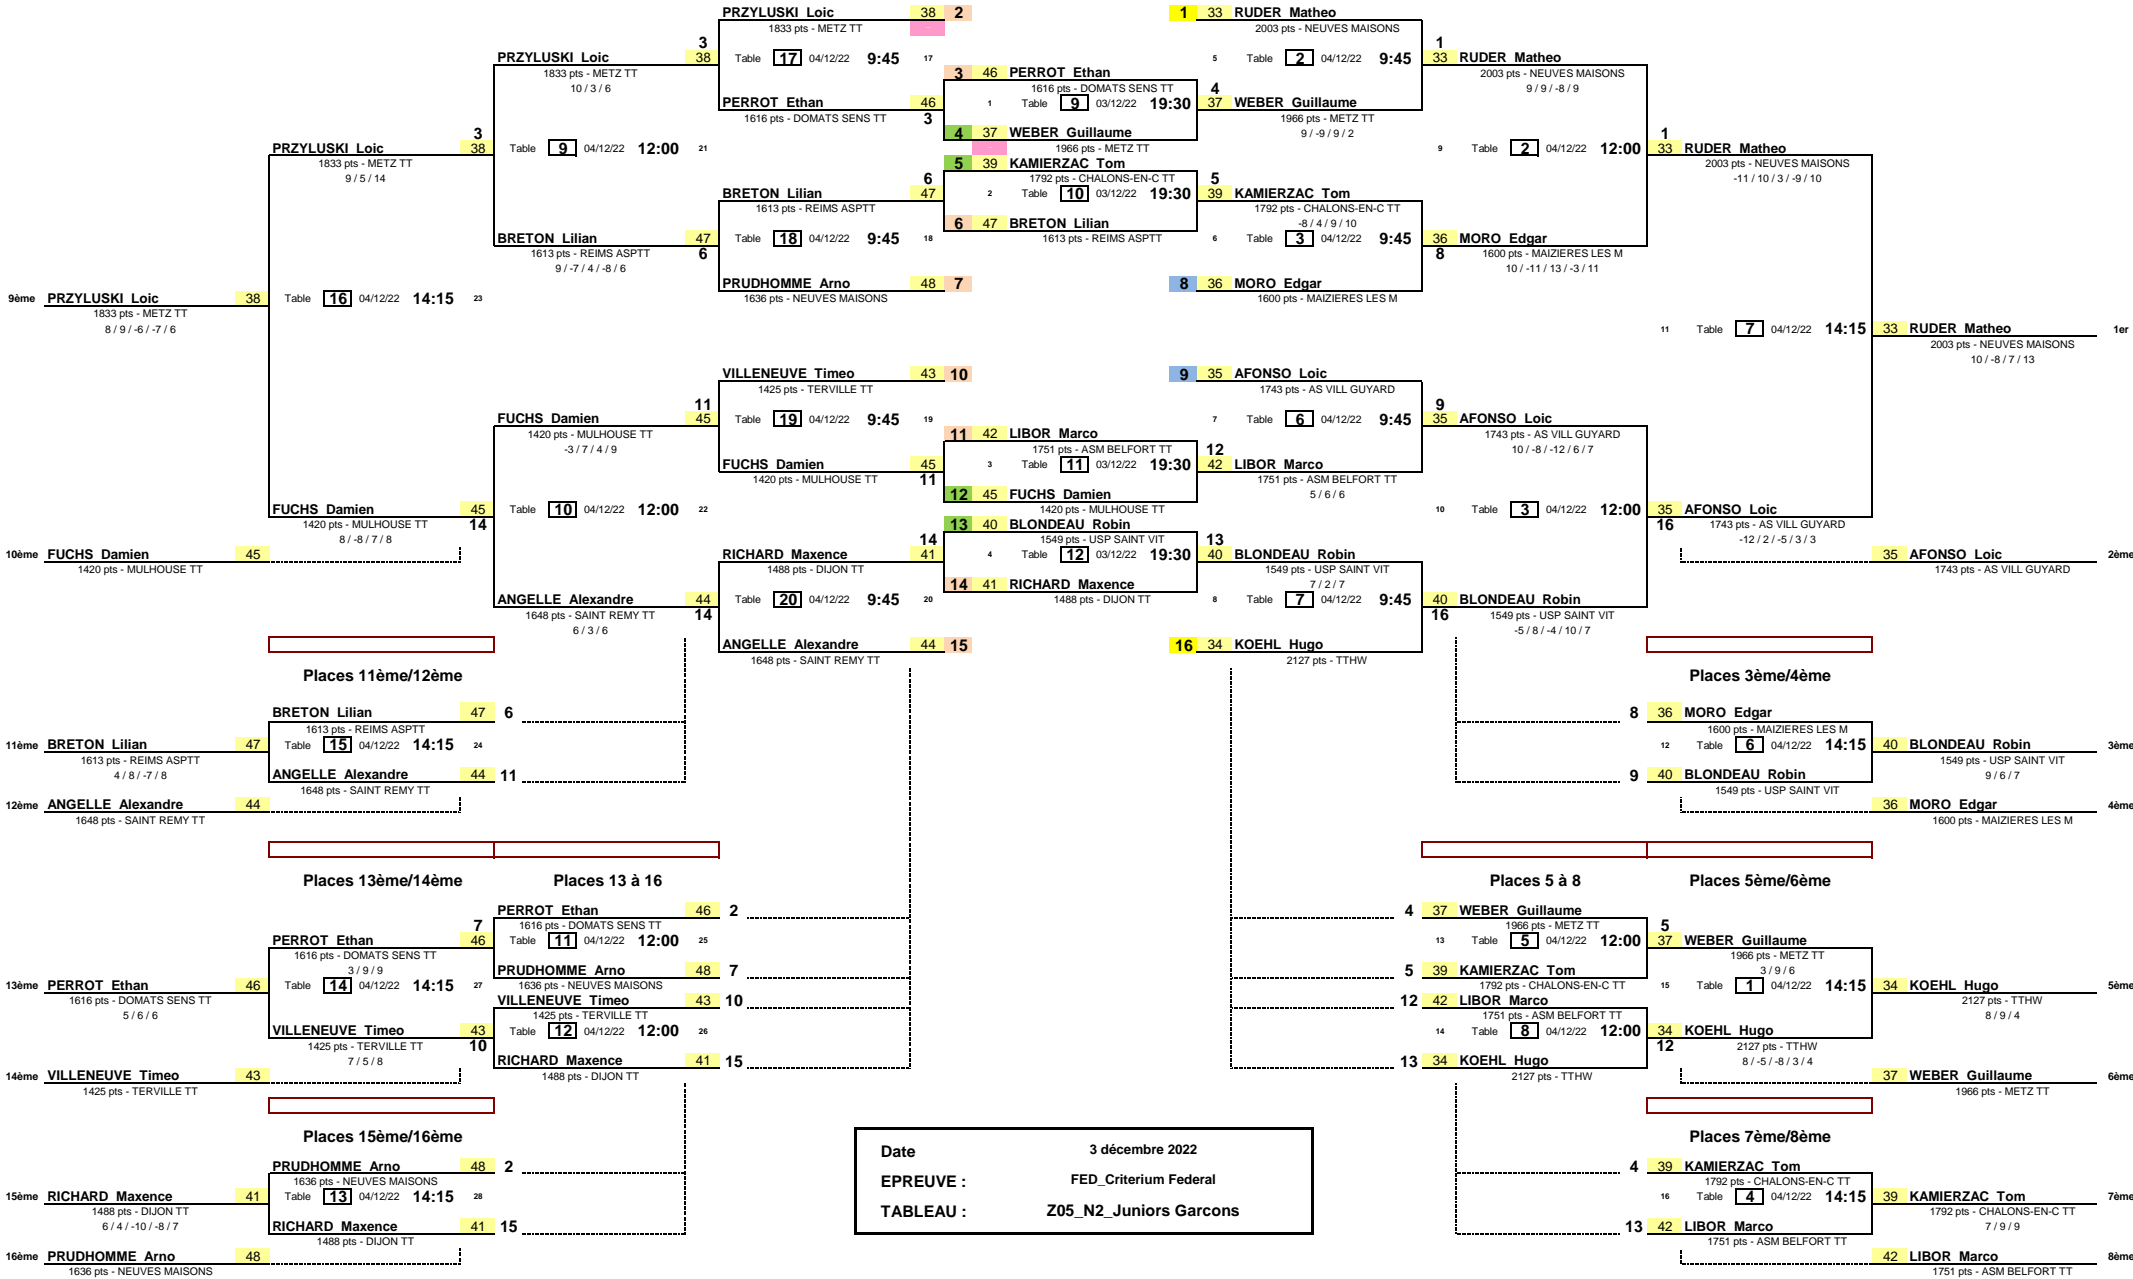 PRZYLUSKI Loic 38 2 1 33 RUDER Matheo
1833 pts - METZ TT 2003 pts - NEUVES MAISONS
3 1
PRZYLUSKI Loic 38 Table 17 04/12/22 9:45 17 5 Table 2 04/12/22 9:45 33 RUDER Matheo
1833 pts - METZ TT 3 46 PERROT Ethan 2003 pts - NEUVES MAISONS
10 / 3 / 6 1616 pts - DOMATS SENS TT 4 9 / 9 / -8 / 9
PERROT Ethan 46 1 Table 9 03/12/22 19:30 37 WEBER Guillaume
1616 pts - DOMATS SENS TT 3 1966 pts - METZ TT
3 4 37 WEBER Guillaume 9 / -9 / 9 / 2 1
PRZYLUSKI Loic 38 Table 9 04/12/22 12:00 21 1966 pts - METZ TT 9 Table 2 04/12/22 12:00 33 RUDER Matheo
1833 pts - METZ TT 5 39 KAMIERZAC Tom 2003 pts - NEUVES MAISONS
9 / 5 / 14 6 1792 pts - CHALONS-EN-C TT 5 -11 / 10 / 3 / -9 / 10
BRETON Lilian 47 2 Table 10 03/12/22 19:30 39 KAMIERZAC Tom
1613 pts - REIMS ASPTT 1792 pts - CHALONS-EN-C TT
6 47 BRETON Lilian -8 / 4 / 9 / 10
BRETON Lilian 47 Table 18 04/12/22 9:45 18 1613 pts - REIMS ASPTT 6 Table 3 04/12/22 9:45 36 MORO Edgar
1613 pts - REIMS ASPTT 6 8 1600 pts - MAIZIERES LES M
9 / -7 / 4 / -8 / 6 10 / -11 / 13 / -3 / 11
PRUDHOMME Arno 48 7 8 36 MORO Edgar
9ème PRZYLUSKI Loic 38 Table 16 04/12/22 14:15 23 1636 pts - NEUVES MAISONS 1600 pts - MAIZIERES LES M
1833 pts - METZ TT
8 / 9 / -6 / -7 / 6 11 Table 7 04/12/22 14:15 33 RUDER Matheo 1er
2003 pts - NEUVES MAISONS
10 / -8 / 7 / 13
VILLENEUVE Timeo 43 10 9 35 AFONSO Loic
1425 pts - TERVILLE TT 1743 pts - AS VILL GUYARD
11 9
FUCHS Damien 45 Table 19 04/12/22 9:45 19 7 Table 6 04/12/22 9:45 35 AFONSO Loic
1420 pts - MULHOUSE TT 11 42 LIBOR Marco 1743 pts - AS VILL GUYARD
-3 / 7 / 4 / 9 1751 pts - ASM BELFORT TT 12 10 / -8 / -12 / 6 / 7
FUCHS Damien 45 3 Table 11 03/12/22 19:30 42 LIBOR Marco
1420 pts - MULHOUSE TT 11 1751 pts - ASM BELFORT TT
12 45 FUCHS Damien 5 / 6 / 6
FUCHS Damien 45 Table 10 04/12/22 12:00 22 1420 pts - MULHOUSE TT 10 Table 3 04/12/22 12:00 35 AFONSO Loic
1420 pts - MULHOUSE TT 14 13 40 BLONDEAU Robin 16 1743 pts - AS VILL GUYARD
8 / -8 / 7 / 8 14 1549 pts - USP SAINT VIT 13 -12 / 2 / -5 / 3 / 3
10ème FUCHS Damien 45 RICHARD Maxence 41 4 Table 12 03/12/22 19:30 40 BLONDEAU Robin 35 AFONSO Loic 2ème
1420 pts - MULHOUSE TT 1488 pts - DIJON TT 1549 pts - USP SAINT VIT 1743 pts - AS VILL GUYARD
14 41 RICHARD Maxence 7 / 2 / 7
ANGELLE Alexandre 44 Table 20 04/12/22 9:45 20 1488 pts - DIJON TT 8 Table 7 04/12/22 9:45 40 BLONDEAU Robin
1648 pts - SAINT REMY TT 14 16 1549 pts - USP SAINT VIT
6 / 3 / 6 -5 / 8 / -4 / 10 / 7
ANGELLE Alexandre 44 15 16 34 KOEHL Hugo
1648 pts - SAINT REMY TT 2127 pts - TTHW
Places 11ème/12ème Places 3ème/4ème
BRETON Lilian 47 6 8 36 MORO Edgar
1613 pts - REIMS ASPTT 1600 pts - MAIZIERES LES M
11ème BRETON Lilian 47 Table 15 04/12/22 14:15 24 12 Table 6 04/12/22 14:15 40 BLONDEAU Robin 3ème
1613 pts - REIMS ASPTT 1549 pts - USP SAINT VIT
4 / 8 / -7 / 8 ANGELLE Alexandre 44 11 9 40 BLONDEAU Robin 9 / 6 / 7
1648 pts - SAINT REMY TT 1549 pts - USP SAINT VIT
12ème ANGELLE Alexandre 44 36 MORO Edgar 4ème
1648 pts - SAINT REMY TT 1600 pts - MAIZIERES LES M
Places 13ème/14ème Places 13 à 16 Places 5 à 8 Places 5ème/6ème
PERROT Ethan 46 2 4 37 WEBER Guillaume
7 1616 pts - DOMATS SENS TT 1966 pts - METZ TT 5
PERROT Ethan 46 Table 11 04/12/22 12:00 25 13 Table 5 04/12/22 12:00 37 WEBER Guillaume
1616 pts - DOMATS SENS TT 1966 pts - METZ TT
3 / 9 / 9 PRUDHOMME Arno 48 7 5 39 KAMIERZAC Tom 3 / 9 / 6
13ème PERROT Ethan 46 Table 14 04/12/22 14:15 27 1636 pts - NEUVES MAISONS 1792 pts - CHALONS-EN-C TT 15 Table 1 04/12/22 14:15 34 KOEHL Hugo 5ème
1616 pts - DOMATS SENS TT VILLENEUVE Timeo 43 10 12 42 LIBOR Marco 2127 pts - TTHW
5 / 6 / 6 1425 pts - TERVILLE TT 1751 pts - ASM BELFORT TT 8 / 9 / 4
VILLENEUVE Timeo 43 Table 12 04/12/22 12:00 26 14 Table 8 04/12/22 12:00 34 KOEHL Hugo
1425 pts - TERVILLE TT 10 12 2127 pts - TTHW
7 / 5 / 8 RICHARD Maxence 41 15 13 34 KOEHL Hugo 8 / -5 / -8 / 3 / 4
14ème VILLENEUVE Timeo 43 1488 pts - DIJON TT 2127 pts - TTHW 37 WEBER Guillaume 6ème
1425 pts - TERVILLE TT 1966 pts - METZ TT
Places 15ème/16ème Places 7ème/8ème
Date 3 décembre 2022
PRUDHOMME Arno 48 2 4 39 KAMIERZAC Tom
1636 pts - NEUVES MAISONS EPREUVE : FED_Criterium Federal 1792 pts - CHALONS-EN-C TT
15ème RICHARD Maxence 41 Table 13 04/12/22 14:15 28 16 Table 4 04/12/22 14:15 39 KAMIERZAC Tom 7ème
1488 pts - DIJON TT TABLEAU : Z05_N2_Juniors Garcons 1792 pts - CHALONS-EN-C TT
6 / 4 / -10 / -8 / 7 RICHARD Maxence 41 15 13 42 LIBOR Marco 7 / 9 / 9
1488 pts - DIJON TT 1751 pts - ASM BELFORT TT
16ème PRUDHOMME Arno 48 42 LIBOR Marco 8ème
1636 pts - NEUVES MAISONS 1751 pts - ASM BELFORT TT